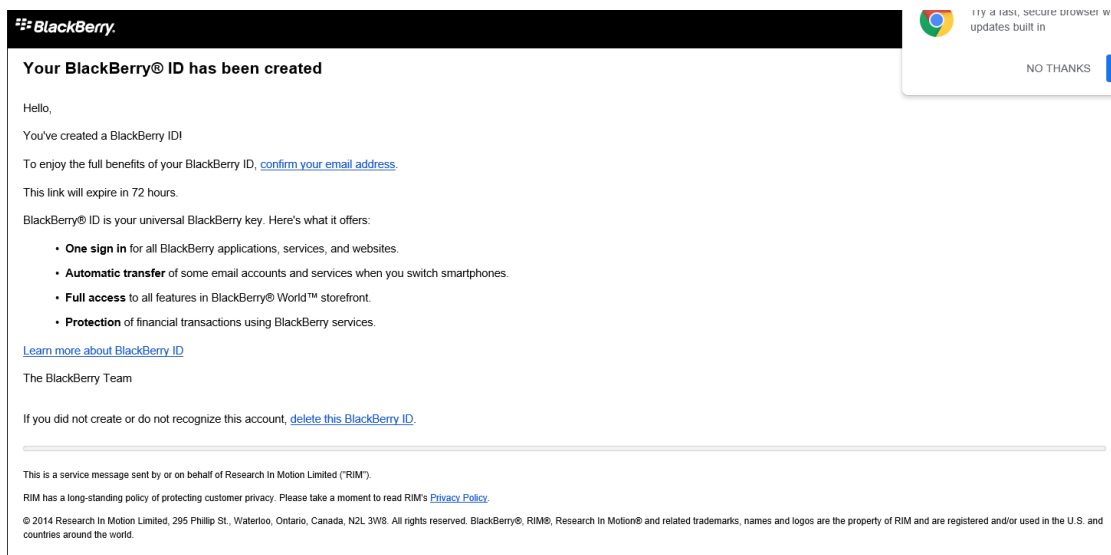 BlackBerry.
Try a fast, secure browser w
updates built in
NO THANKS
Your BlackBerry® ID has been created
Hello,
You've created a BlackBerry ID!
To enjoy the full benefits of your BlackBerry ID, confirm your email address.
This link will expire in 72 hours.
BlackBerry® ID is your universal BlackBerry key. Here's what it offers:
• One sign in for all BlackBerry applications, services, and websites.
• Automatic transfer of some email accounts and services when you switch smartphones.
• Full access to all features in BlackBerry® World™ storefront.
• Protection of financial transactions using BlackBerry services.
Learn more about BlackBerry ID
The BlackBerry Team
If you did not create or do not recognize this account, delete this BlackBerry ID.
This is a service message sent by or on behalf of Research In Motion Limited ("RIM").
RIM has a long-standing policy of protecting customer privacy. Please take a moment to read RIM's Privacy Policy.
© 2014 Research In Motion Limited, 295 Phillip St., Waterloo, Ontario, Canada, N2L 3W8. All rights reserved. BlackBerry®, RIM®, Research In Motion® and related trademarks, names and logos are the property of RIM and are registered and/or used in the U.S. and
countries around the world.